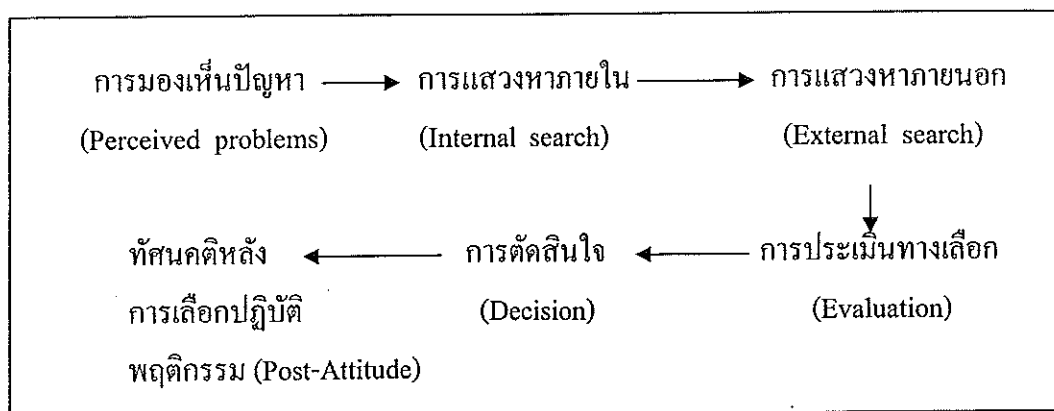 การมองเห็นปัญหา
(Perceived problems)
การแสวงหาภายใน
(Internal search)
การแสวงหาภายนอก
(External search)
การประเมินทางเลือก
(Evaluation)
การตัดสินใจ
(Decision)
ทัศนคติหลัง
การเลือกปฏิบัติ
พฤติกรรม (Post-Attitude)